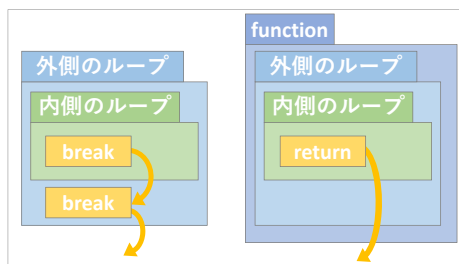 外側のループ
内側のループ
break
break
function
外側のループ
内側のループ
return